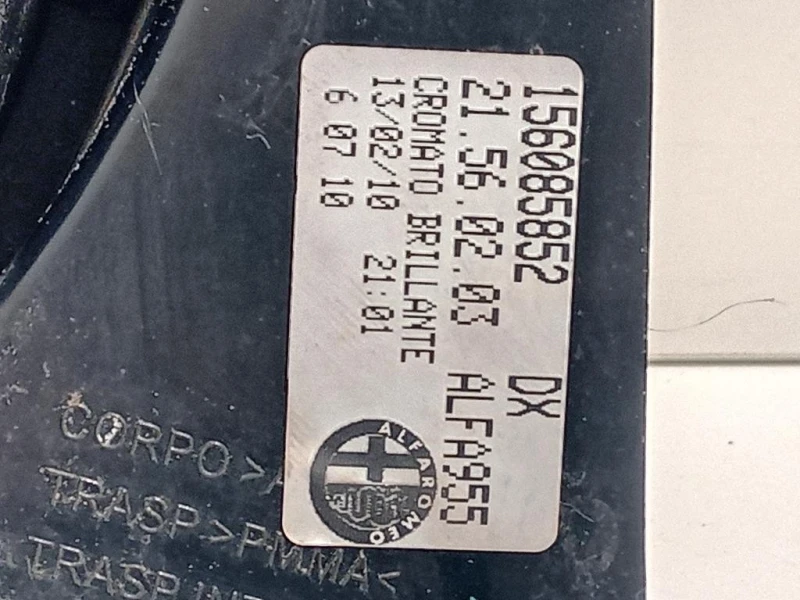 156085852 DX
21.56.02.03 ALFA955
CROMATO BRILLANTE
13/02/10 21:01
6 07 10
ALFA ROMEO
CORPO >A
TRASP >PMMA<
TRASP